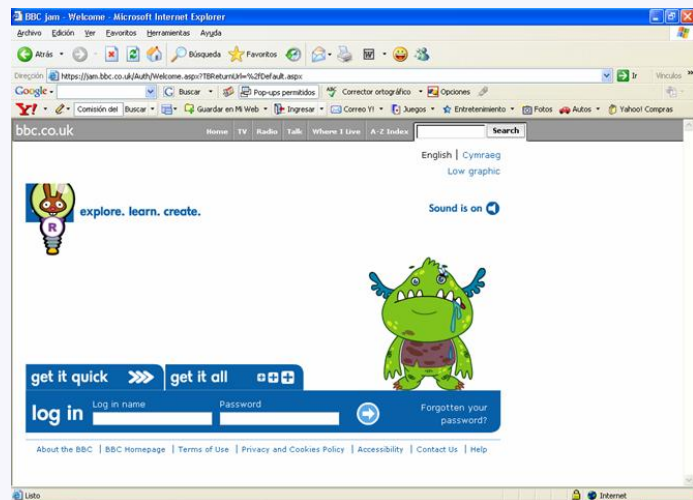 BBC jam - Welcome - Microsoft Internet Explorer
Archivo Edición Ver Favoritos Herramientas Ayuda
Atrás Búsqueda Favoritos
Dirección https://jam.bbc.co.uk/Auth/Welcome.aspx?TBReturnUrl=%2fDefault.aspx Ir Vínculos
Google Buscar Pop-ups permitidos Corrector ortográfico Opciones
Y! Comisión del Buscar Guardar en Mi Web Ingresar Correo Y! Juegos Entretenimiento Fotos Autos Yahoo! Compras
bbc.co.uk Home TV Radio Talk Where I Live A-Z Index Search
English | Cymraeg
Low graphic
explore. learn. create.
Sound is on
R
get it quick get it all
Log in name Password
log in
Forgotten your
password?
About the BBC | BBC Homepage | Terms of Use | Privacy and Cookies Policy | Accessibility | Contact Us | Help
Listo Internet